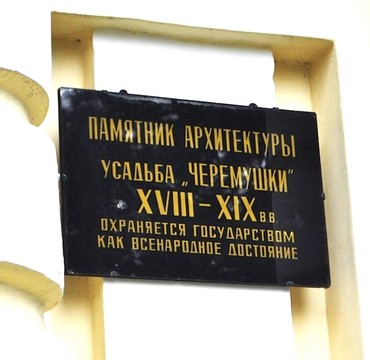 ПАМЯТНИК АРХИТЕКТУРЫ
УСАДЬБА „ЧЕРЕМУШКИ"
XVIII–XIX В.В.
ОХРАНЯЕТСЯ ГОСУДАРСТВОМ
КАК ВСЕНАРОДНОЕ ДОСТОЯНИЕ